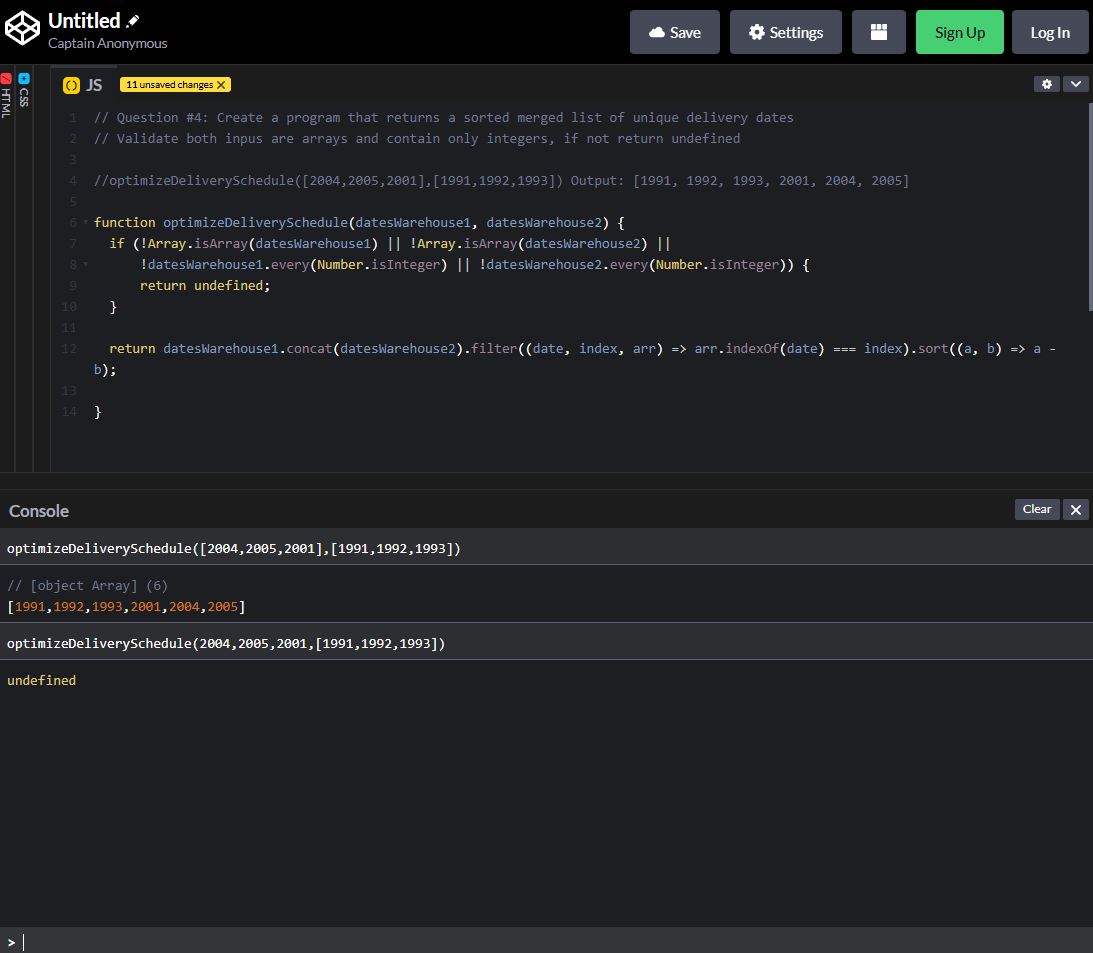 Untitled
Captain Anonymous
Save
Settings
Sign Up
Log In
HTML
CSS
() JS
11 unsaved changes X
1 // Question #4: Create a program that returns a sorted merged list of unique delivery dates
2 // Validate both inpus are arrays and contain only integers, if not return undefined
3
4 //optimizeDeliverySchedule([2004,2005,2001],[1991,1992,1993]) Output: [1991, 1992, 1993, 2001, 2004, 2005]
5
6 function optimizeDeliverySchedule(datesWarehouse1, datesWarehouse2) {
7 if (!Array.isArray(datesWarehouse1) || !Array.isArray(datesWarehouse2) ||
8 !datesWarehouse1.every(Number.isInteger) || !datesWarehouse2.every(Number.isInteger)) {
9 return undefined;
10 }
11
12 return datesWarehouse1.concat(datesWarehouse2).filter((date, index, arr) => arr.indexOf(date) === index).sort((a, b) => a -
b);
13
14 }
Console
Clear
X
optimizeDeliverySchedule([2004,2005,2001],[1991,1992,1993])
// [object Array] (6)
[1991,1992,1993,2001,2004,2005]
optimizeDeliverySchedule(2004,2005,2001,[1991,1992,1993])
undefined
>